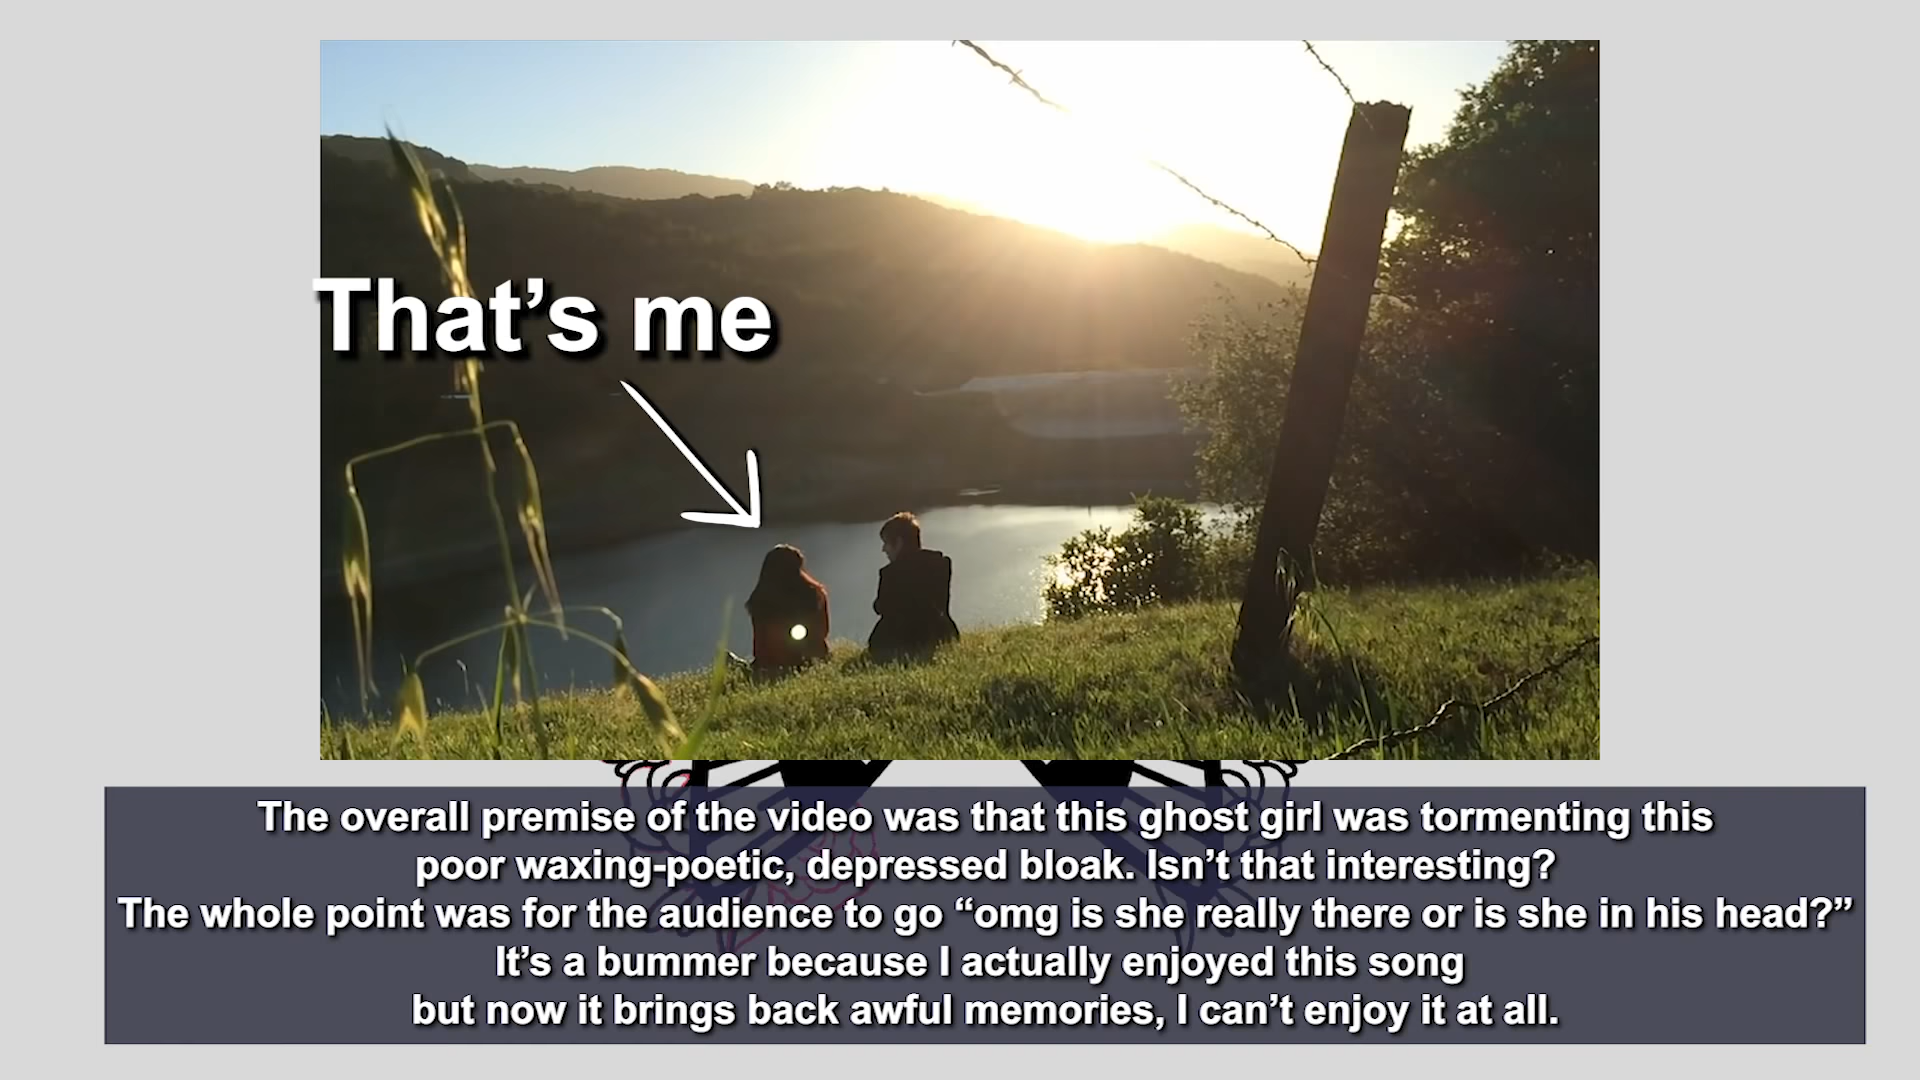 That’s me
The overall premise of the video was that this ghost girl was tormenting this
poor waxing-poetic, depressed bloak. Isn’t that interesting?
The whole point was for the audience to go “omg is she really there or is she in his head?”
It’s a bummer because I actually enjoyed this song
but now it brings back awful memories, I can’t enjoy it at all.